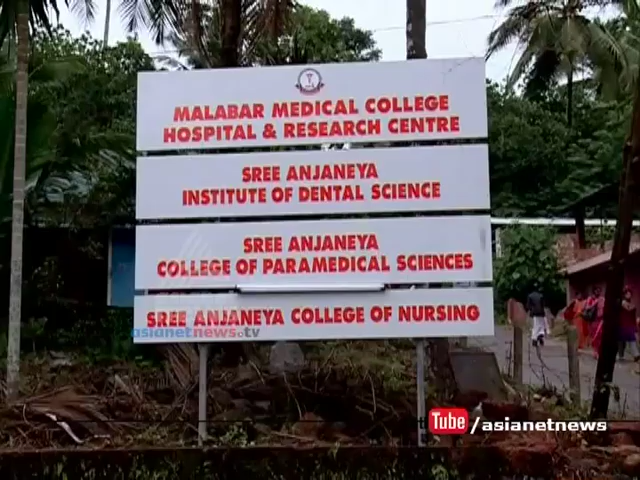 MALABAR MEDICAL COLLEGE
HOSPITAL & RESEARCH CENTRE
SREE ANJANEYA
INSTITUTE OF DENTAL SCIENCE
SREE ANJANEYA
COLLEGE OF PARAMEDICAL SCIENCES
SREE ANJANEYA COLLEGE OF NURSING
asianetnews.tv
You Tube /asianetnews